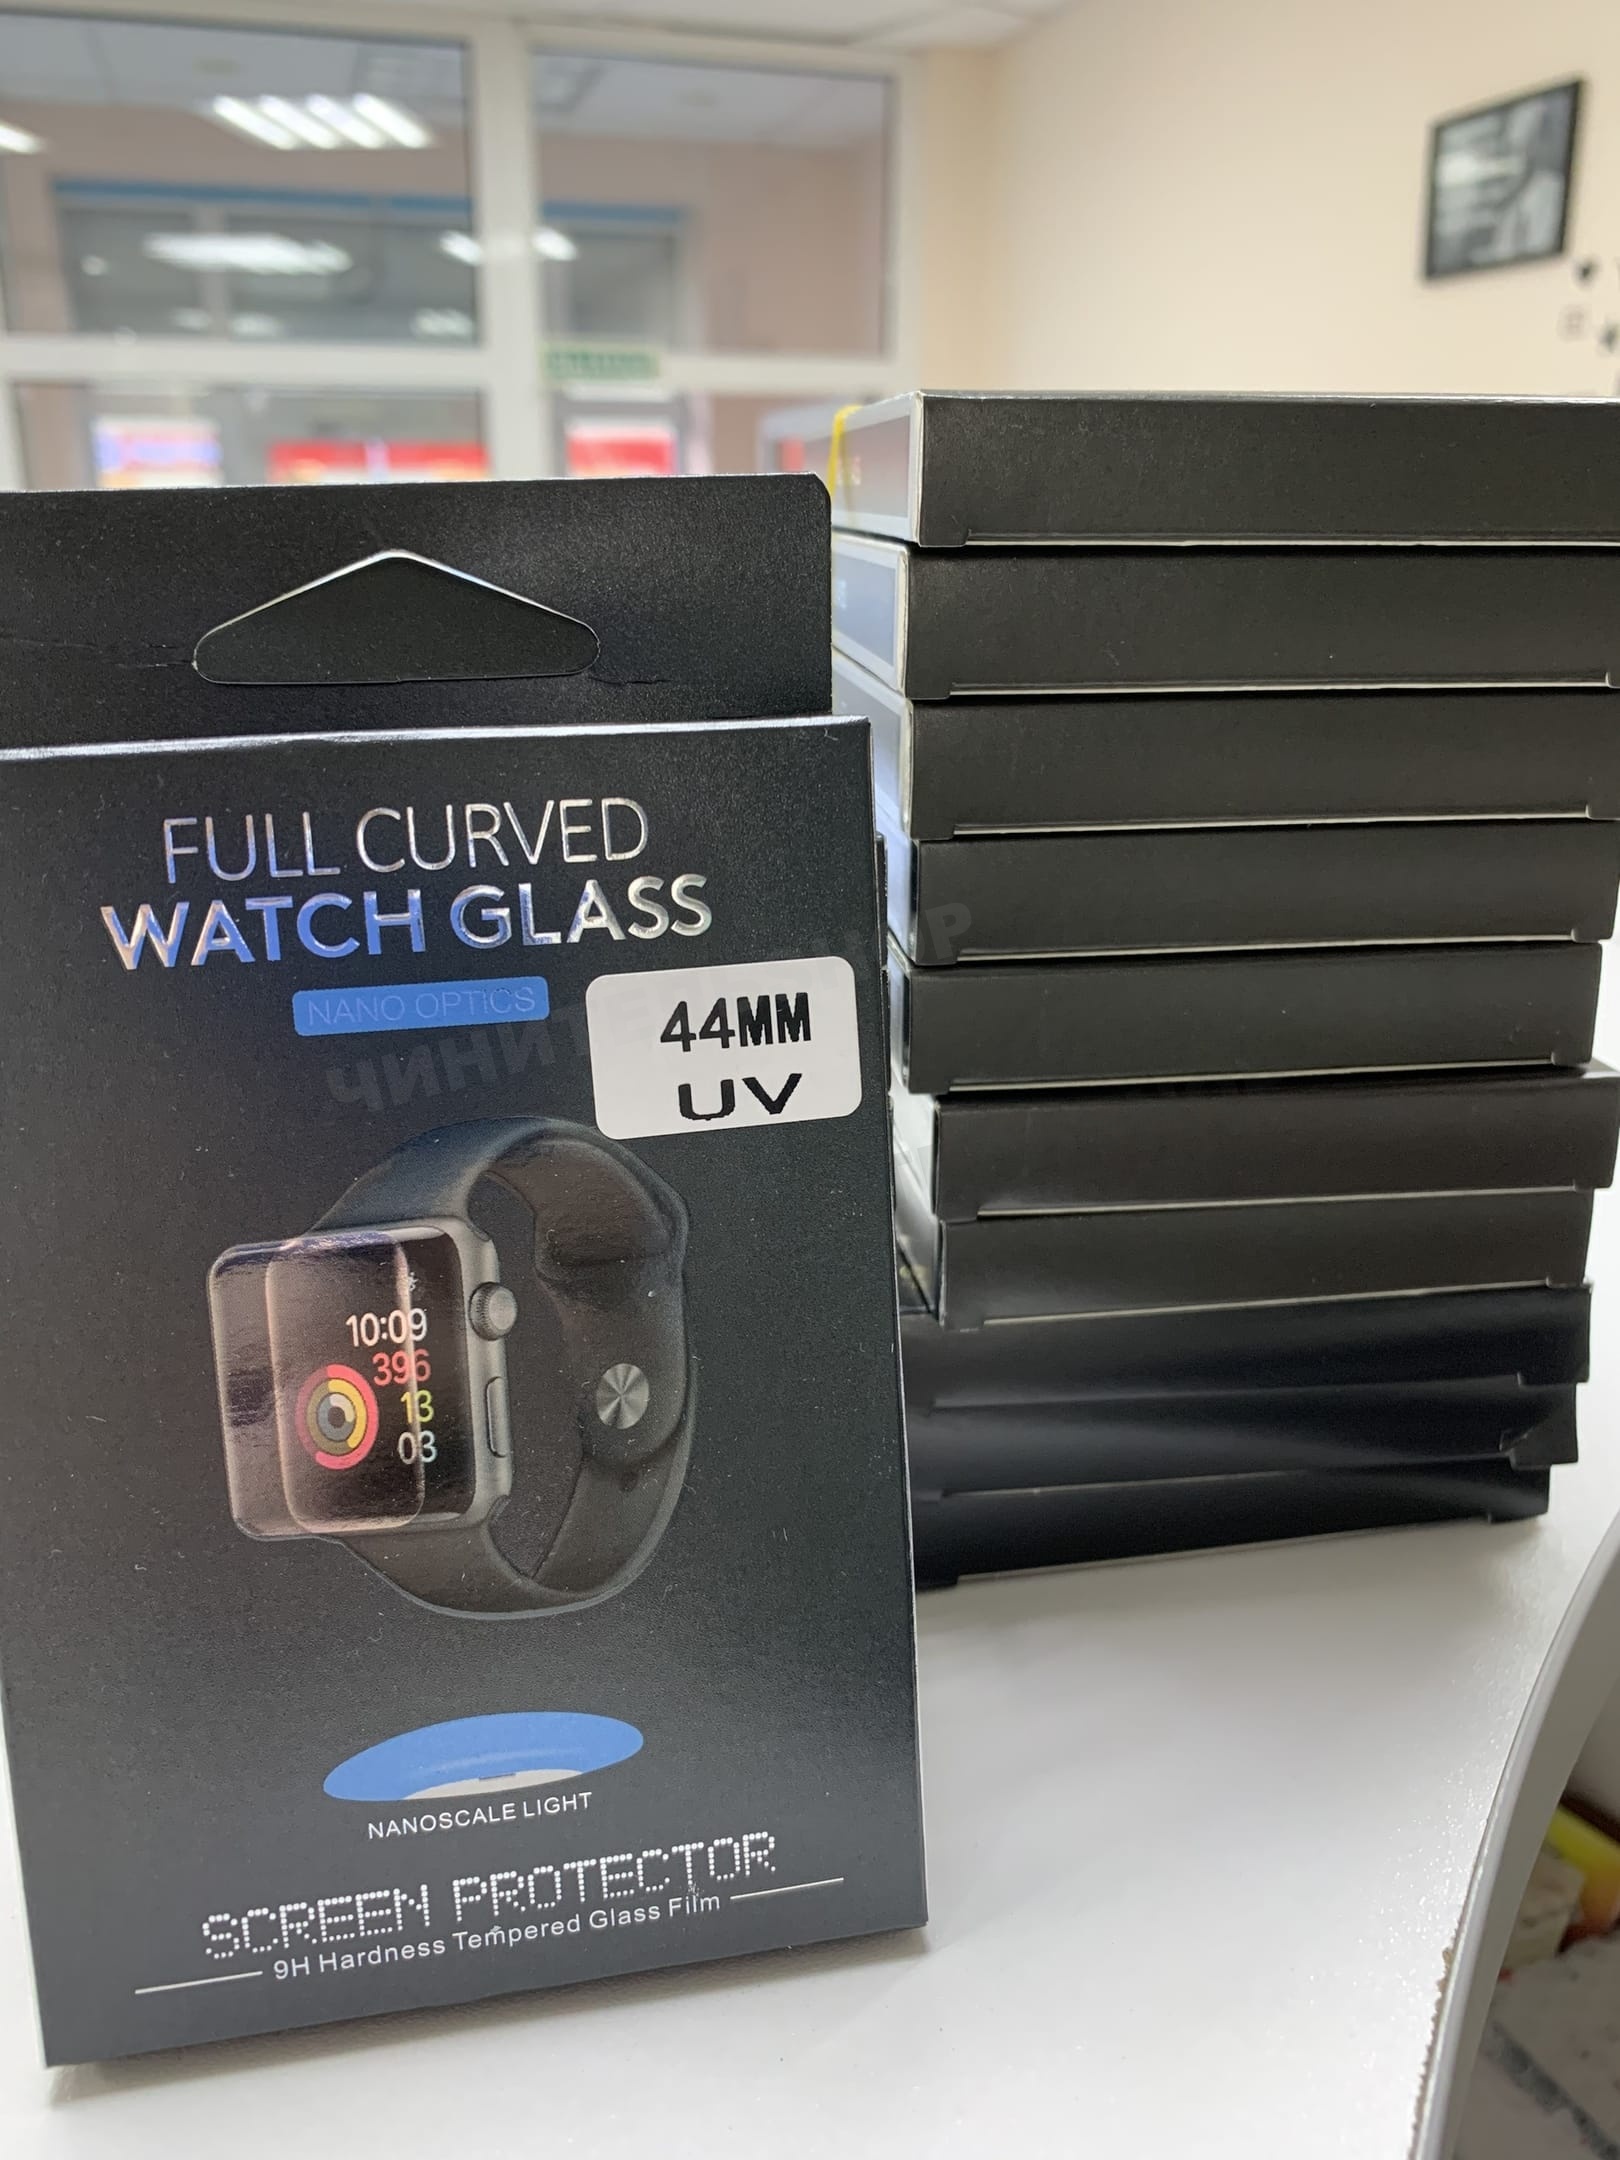 FULL CURVED
WATCH GLASS
NANO OPTICS
44MM
UV
10:09
396
13
03
NANOSCALE LIGHT
SCREEN PROTECTOR
9H Hardness Tempered Glass Film